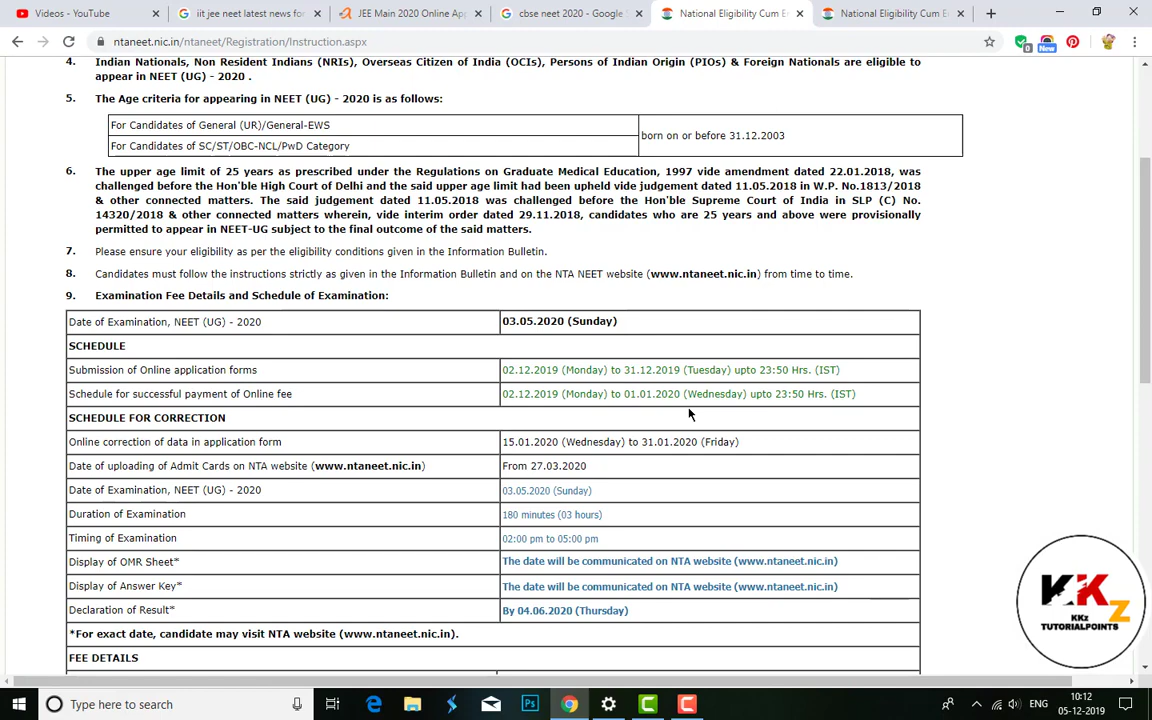 Videos - YouTube
iit jee neet latest news for
JEE Main 2020 Online Ap
cbse neet 2020 - Google S
National Eligibility Cum E
National Eligibility Cum E
ntaneet.nic.in/ntaneet/Registration/Instruction.aspx
0
New
4. Indian Nationals, Non Resident Indians (NRIs), Overseas Citizen of India (OCIs), Persons of Indian Origin (PIOs) & Foreign Nationals are eligible to
appear in NEET (UG) - 2020 .
5. The Age criteria for appearing in NEET (UG) - 2020 is as follows:
For Candidates of General (UR)/General-EWS
born on or before 31.12.2003
For Candidates of SC/ST/OBC-NCL/PwD Category
6. The upper age limit of 25 years as prescribed under the Regulations on Graduate Medical Education, 1997 vide amendment dated 22.01.2018, was
challenged before the Hon'ble High Court of Delhi and the said upper age limit had been upheld vide judgement dated 11.05.2018 in W.P. No.1813/2018
& other connected matters. The said judgement dated 11.05.2018 was challenged before the Hon'ble Supreme Court of India in SLP (C) No.
14320/2018 & other connected matters wherein, vide interim order dated 29.11.2018, candidates who are 25 years and above were provisionally
permitted to appear in NEET-UG subject to the final outcome of the said matters.
7. Please ensure your eligibility as per the eligibility conditions given in the Information Bulletin.
8. Candidates must follow the instructions strictly as given in the Information Bulletin and on the NTA NEET website (www.ntaneet.nic.in) from time to time.
9. Examination Fee Details and Schedule of Examination:
Date of Examination, NEET (UG) - 2020 03.05.2020 (Sunday)
SCHEDULE
Submission of Online application forms 02.12.2019 (Monday) to 31.12.2019 (Tuesday) upto 23:50 Hrs. (IST)
Schedule for successful payment of Online fee 02.12.2019 (Monday) to 01.01.2020 (Wednesday) upto 23:50 Hrs. (IST)
SCHEDULE FOR CORRECTION
Online correction of data in application form 15.01.2020 (Wednesday) to 31.01.2020 (Friday)
Date of uploading of Admit Cards on NTA website (www.ntaneet.nic.in) From 27.03.2020
Date of Examination, NEET (UG) - 2020 03.05.2020 (Sunday)
Duration of Examination 180 minutes (03 hours)
Timing of Examination 02:00 pm to 05:00 pm
Display of OMR Sheet* The date will be communicated on NTA website (www.ntaneet.nic.in)
Display of Answer Key* The date will be communicated on NTA website (www.ntaneet.nic.in)
Declaration of Result* By 04.06.2020 (Thursday)
*For exact date, candidate may visit NTA website (www.ntaneet.nic.in).
FEE DETAILS
KKz
KKz
TUTORIALPOINTS
Type here to search
ENG
10:12
05-12-2019